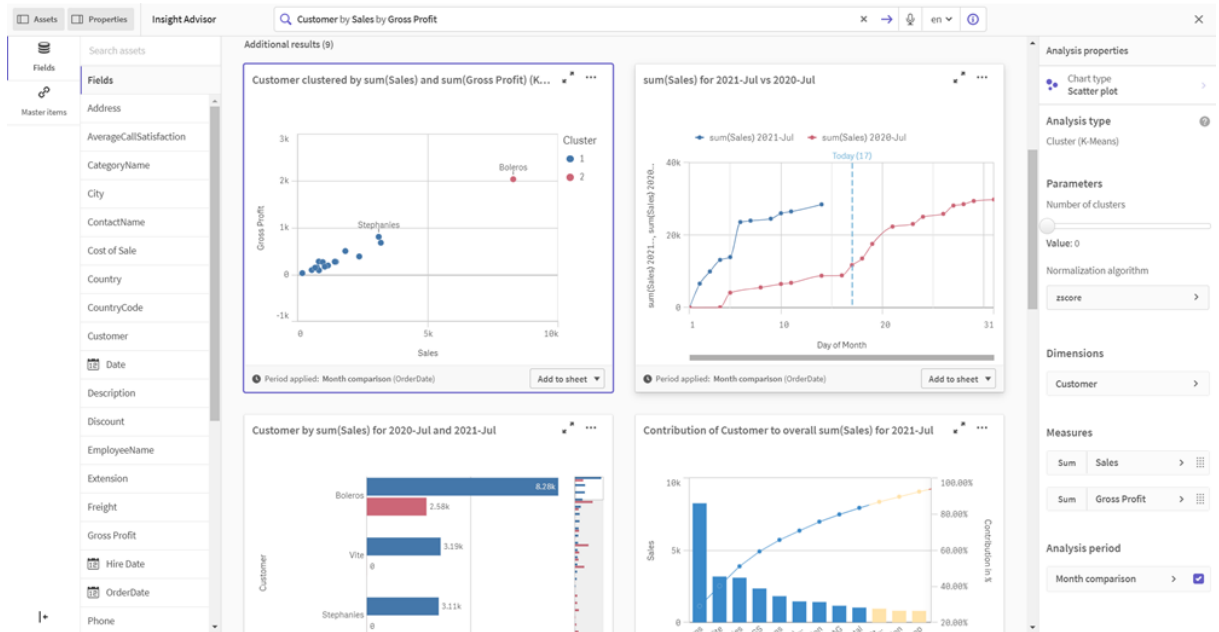 Assets
Properties
Insight Advisor
Customer by Sales by Gross Profit
en
Fields
Master items
Search assets
Fields
Address
AverageCallSatisfaction
CategoryName
City
ContactName
Cost of Sale
Country
CountryCode
Customer
Date
Description
Discount
EmployeeName
Extension
Freight
Gross Profit
Hire Date
OrderDate
Phone
Additional results (9)
Customer clustered by sum(Sales) and sum(Gross Profit) (K...
3k
2k
1k
0
-1k
Gross Profit
Boleros
Stephanies
Cluster
1
2
0
5k
10k
Sales
Period applied: Month comparison (OrderDate)
Add to sheet
sum(Sales) for 2021-Jul vs 2020-Jul
sum(Sales) 2021-Jul
sum(Sales) 2020-Jul
Today (17)
sum(Sales) 2021..., sum(Sales) 2020...
40k
20k
0
1
10
20
31
Day of Month
Period applied: Month comparison (OrderDate)
Add to sheet
Customer by sum(Sales) for 2020-Jul and 2021-Jul
Customer
Boleros
8.28k
2.58k
Vite
3.19k
0
Stephanies
3.11k
0
Contribution of Customer to overall sum(Sales) for 2021-Jul
10k
5k
0
Sales
100.00%
80.00%
60.00%
40.00%
20.00%
Contribution in %
Analysis properties
Chart type
Scatter plot
Analysis type
Cluster (K-Means)
Parameters
Number of clusters
Value: 0
Normalization algorithm
zscore
Dimensions
Customer
Measures
Sum
Sales
Sum
Gross Profit
Analysis period
Month comparison